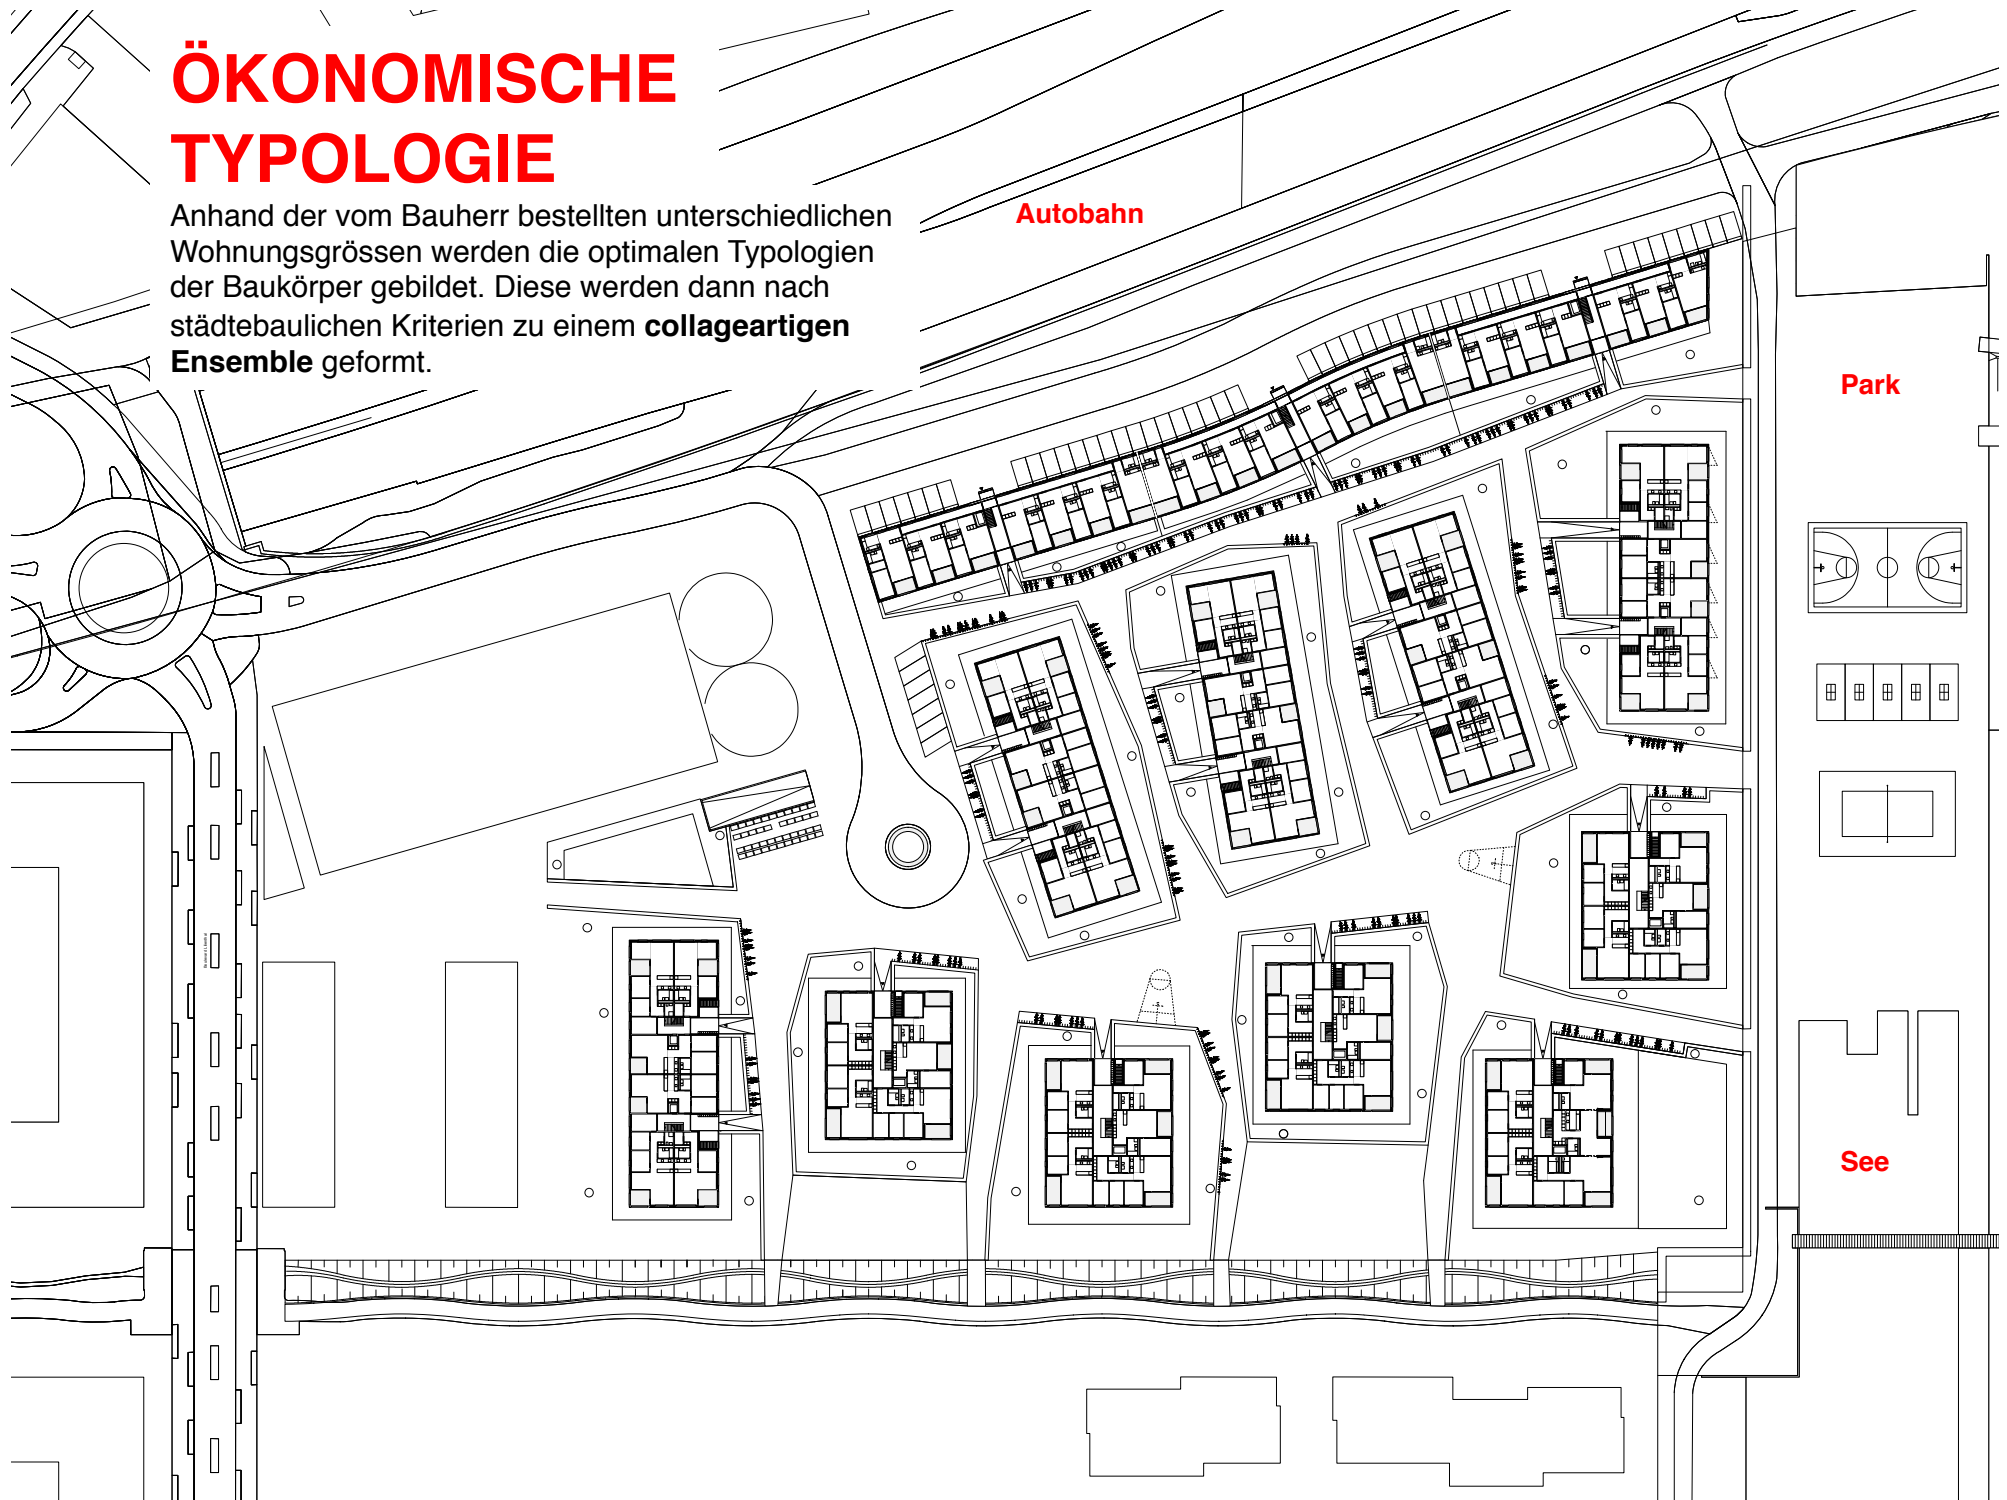 ÖKONOMISCHE
TYPOLOGIE
Anhand der vom Bauherr bestellten unterschiedlichen
Wohnungsgrössen werden die optimalen Typologien
der Baukörper gebildet. Diese werden dann nach
städtebaulichen Kriterien zu einem collageartigen
Ensemble geformt.
Autobahn
Park
See